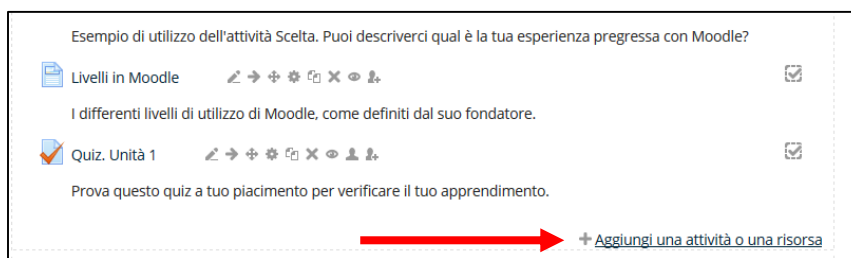 Esempio di utilizzo dell'attività Scelta. Puoi descriverci qual è la tua esperienza pregressa con Moodle?
Livelli in Moodle
I differenti livelli di utilizzo di Moodle, come definiti dal suo fondatore.
Quiz. Unità 1
Prova questo quiz a tuo piacimento per verificare il tuo apprendimento.
Aggiungi una attività o una risorsa